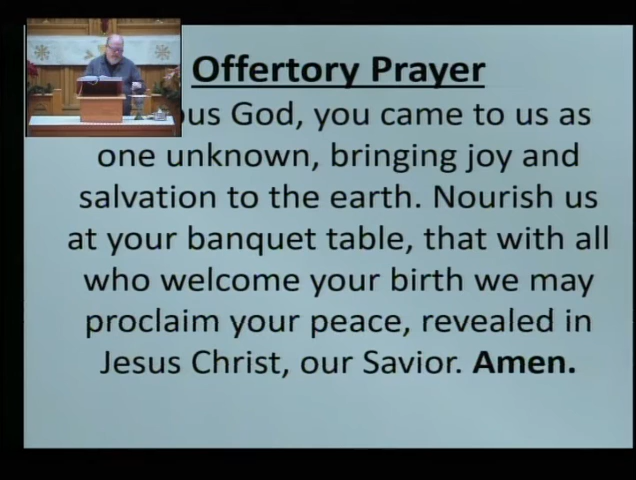 Offertory Prayer
ous God, you came to us as
one unknown, bringing joy and
salvation to the earth. Nourish us
at your banquet table, that with all
who welcome your birth we may
proclaim your peace, revealed in
Jesus Christ, our Savior. Amen.